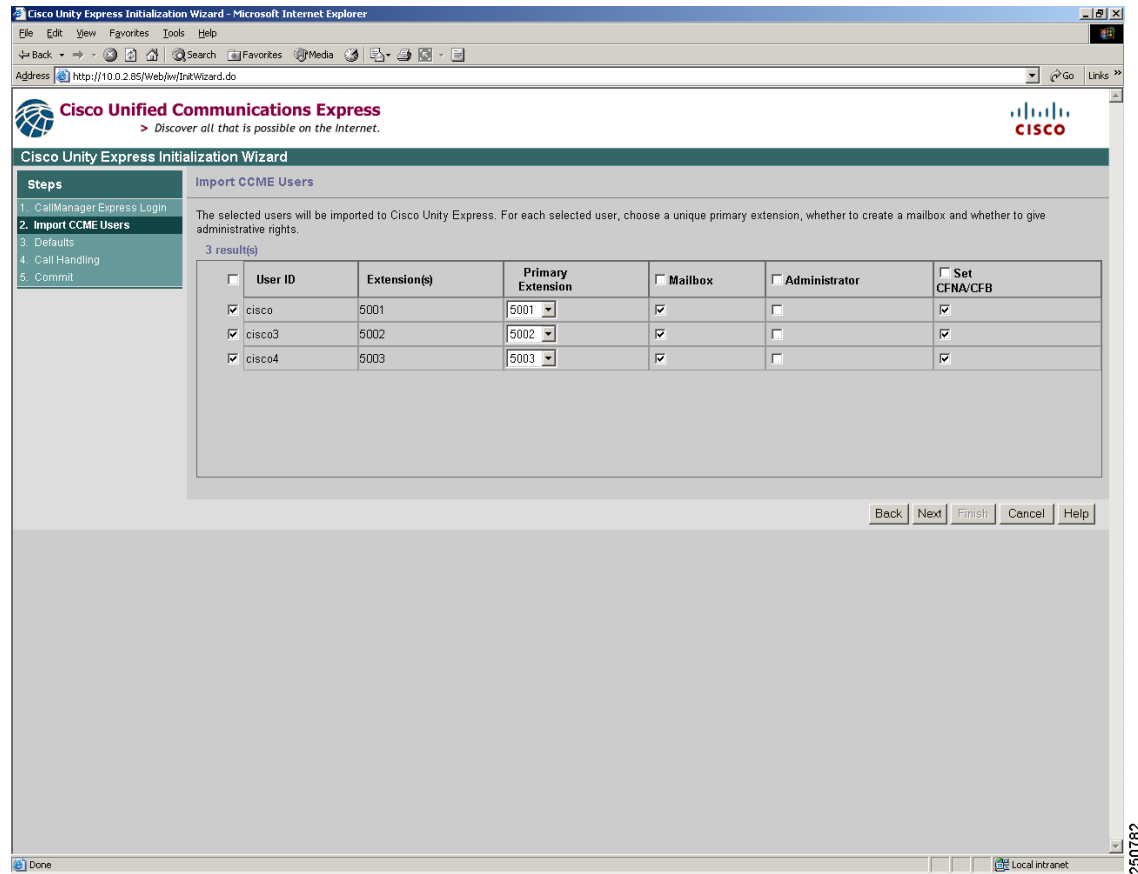 Cisco Unity Express Initialization Wizard - Microsoft Internet Explorer
File Edit View Favorites Tools Help
Back Search Favorites Media
Address http://10.0.2.85/Web/iw/InitWizard.do Go Links »
Cisco Unified Communications Express
> Discover all that is possible on the Internet.
CISCO
Cisco Unity Express Initialization Wizard
Steps
1. CallManager Express Login
2. Import CCME Users
3. Defaults
4. Call Handling
5. Commit
Import CCME Users
The selected users will be imported to Cisco Unity Express. For each selected user, choose a unique primary extension, whether to create a mailbox and whether to give
administrative rights.
3 result(s)
User ID Extension(s) Primary Extension Mailbox Administrator Set CFNA/CFB
cisco 5001 5001
cisco3 5002 5002
cisco4 5003 5003
Back Next Finish Cancel Help
Done Local intranet
250782